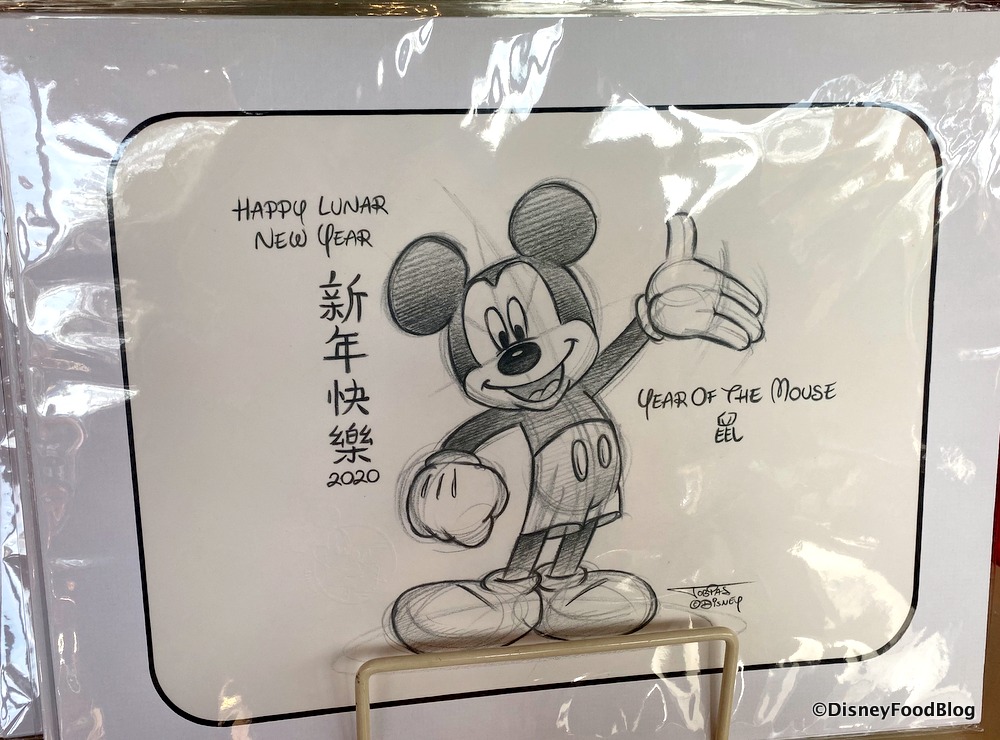 HAPPY LUNAR
NEW YEAR
新年快樂
2020
YEAR OF THE MOUSE
鼠
TOBIAS
©DISNEY
©DisneyFoodBlog